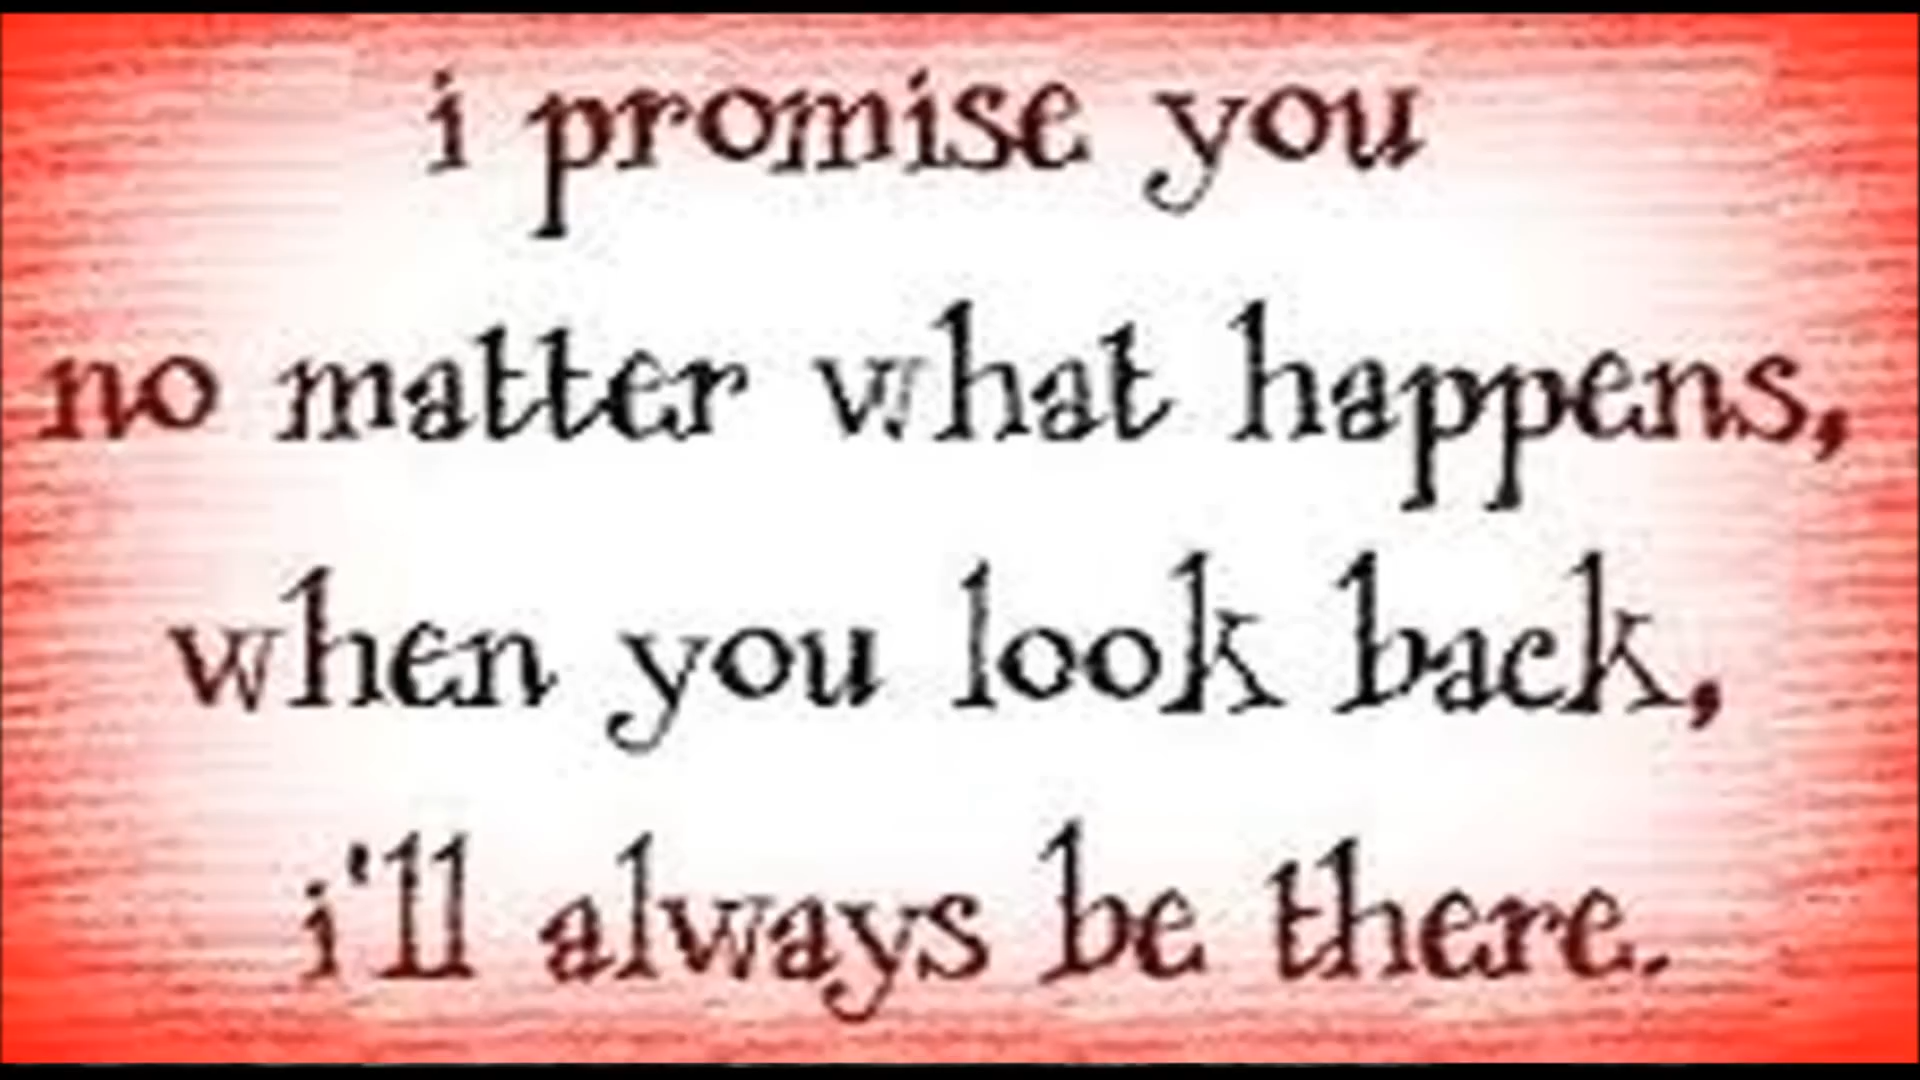 i promise you
no matter what happens,
when you look back,
i'll always be there.